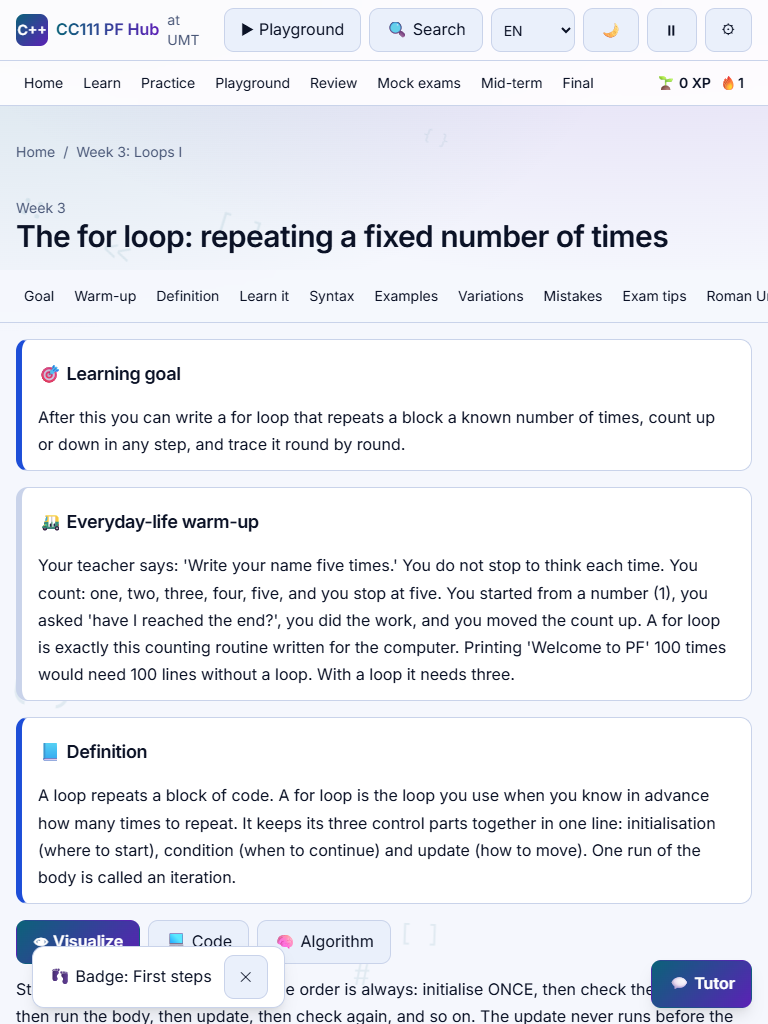 C++ CC111 PF Hub at UMT ▶ Playground 🔍 Search EN 🌙 ⏸ ⚙
Home Learn Practice Playground Review Mock exams Mid-term Final 🌱 0 XP 🔥 1
Home / Week 3: Loops I
Week 3
The for loop: repeating a fixed number of times
Goal Warm-up Definition Learn it Syntax Examples Variations Mistakes Exam tips Roman
🎯 Learning goal
After this you can write a for loop that repeats a block a known number of times, count up
or down in any step, and trace it round by round.
🛺 Everyday-life warm-up
Your teacher says: 'Write your name five times.' You do not stop to think each time. You
count: one, two, three, four, five, and you stop at five. You started from a number (1), you
asked 'have I reached the end?', you did the work, and you moved the count up. A for loop
is exactly this counting routine written for the computer. Printing 'Welcome to PF' 100 times
would need 100 lines without a loop. With a loop it needs three.
📘 Definition
A loop repeats a block of code. A for loop is the loop you use when you know in advance
how many times to repeat. It keeps its three control parts together in one line: initialisation
(where to start), condition (when to continue) and update (how to move). One run of the
body is called an iteration.
👁 Visualize 💻 Code 🧠 Algorithm
👣 Badge: First steps ×
order is always: initialise ONCE, then check
💬 Tutor
then run the body, then update, then check again, and so on. The update never runs before the